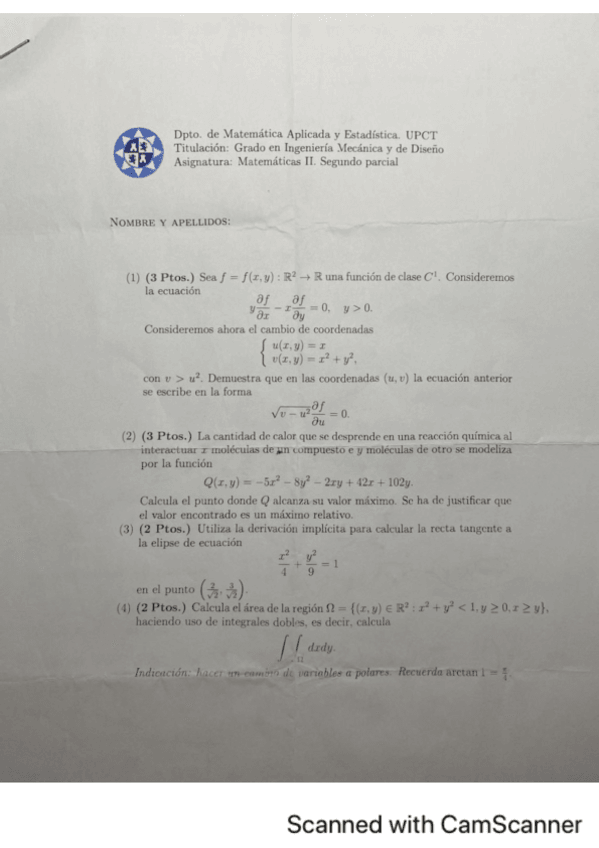 Dpto. de Matemática Aplicada y Estadística. UPCT
Titulación: Grado en Ingeniería Mecánica y de Diseño
Asignatura: Matemáticas II. Segundo parcial
NOMBRE Y APELLIDOS:
(1) (3 Ptos.) Sea f = f(x, y) : ℝ² → ℝ una función de clase C¹. Consideremos
la ecuación
y ∂f/∂x − x ∂f/∂y = 0, y > 0.
Consideremos ahora el cambio de coordenadas
{ u(x, y) = x
v(x, y) = x² + y²,
con v > u². Demuestra que en las coordenadas (u, v) la ecuación anterior
se escribe en la forma
√(v − u²) ∂f/∂u = 0.
(2) (3 Ptos.) La cantidad de calor que se desprende en una reacción química al
interactuar x moléculas de un compuesto e y moléculas de otro se modeliza
por la función
Q(x, y) = −5x² − 8y² − 2xy + 42x + 102y.
Calcula el punto donde Q alcanza su valor máximo. Se ha de justificar que
el valor encontrado es un máximo relativo.
(3) (2 Ptos.) Utiliza la derivación implícita para calcular la recta tangente a
la elipse de ecuación
x²/4 + y²/9 = 1
en el punto (2/√2, 3/√2).
(4) (2 Ptos.) Calcula el área de la región Ω = {(x, y) ∈ ℝ² : x² + y² < 1, y ≥ 0, x ≥ y},
haciendo uso de integrales dobles, es decir, calcula
∫∫_Ω dxdy.
Indicación: hacer un cambio de variables a polares. Recuerda arctan 1 = π/4.
Scanned with CamScanner